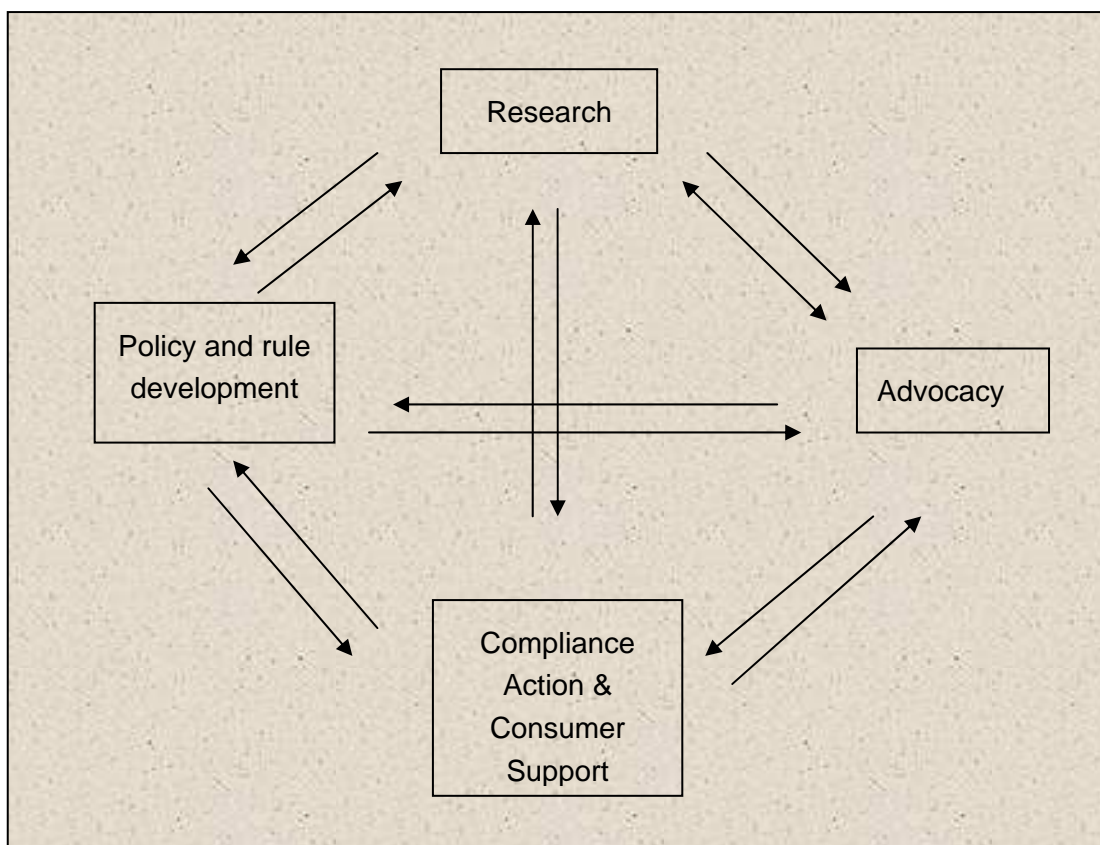 Research
Policy and rule
development
Advocacy
Compliance
Action &
Consumer
Support